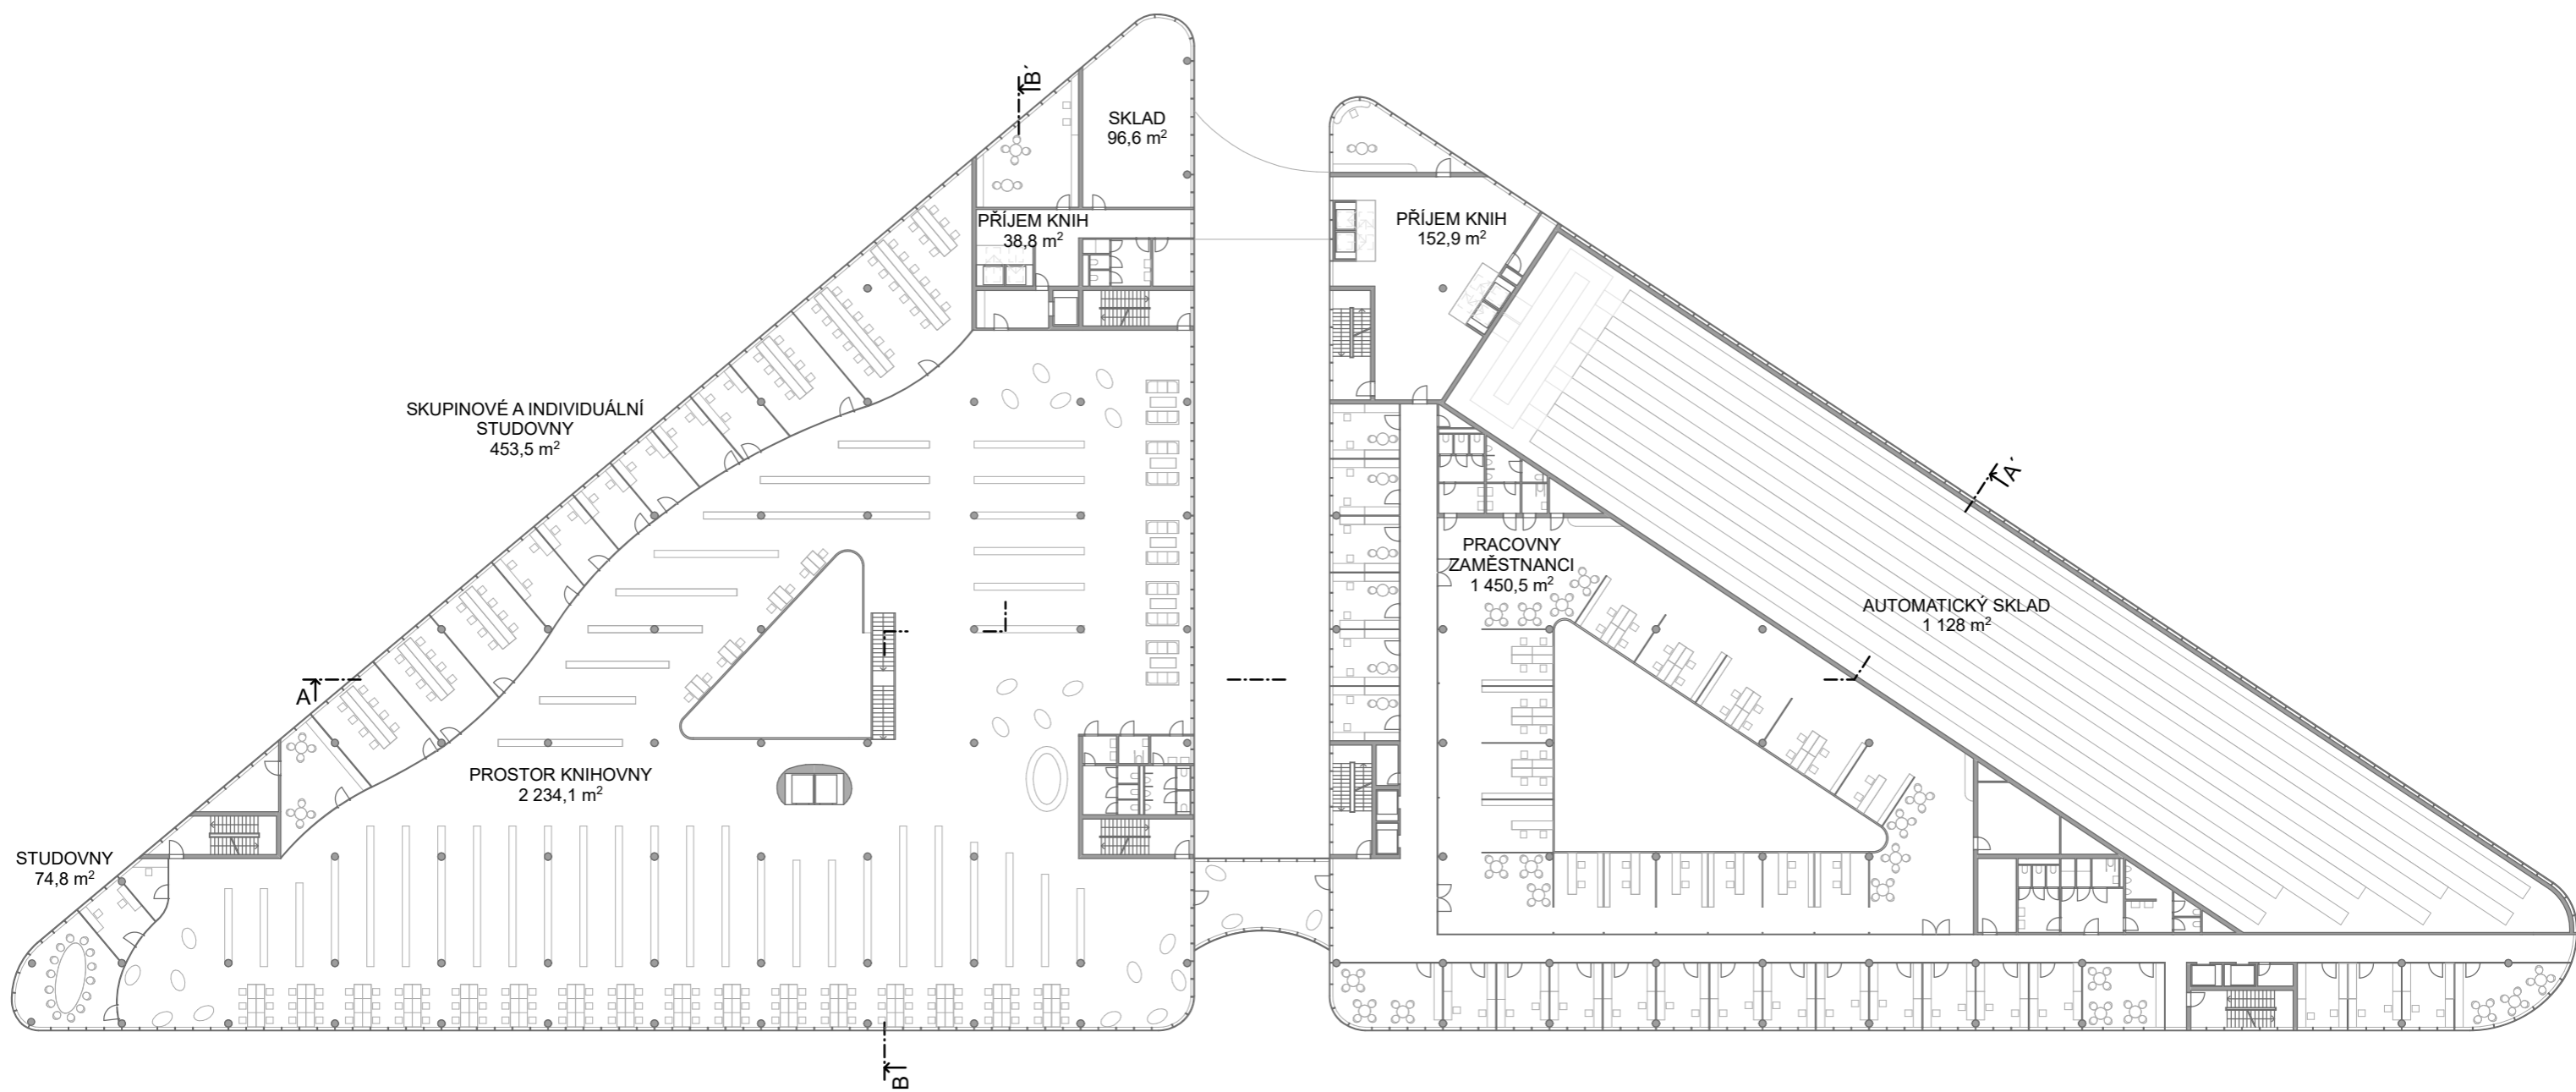 B´
SKLAD
96,6 m²
PŘÍJEM KNIH
38,8 m²
PŘÍJEM KNIH
152,9 m²
SKUPINOVÉ A INDIVIDUÁLNÍ
STUDOVNY
453,5 m²
A´
PRACOVNY
ZAMĚSTNANCI
1 450,5 m²
AUTOMATICKÝ SKLAD
1 128 m²
A
PROSTOR KNIHOVNY
2 234,1 m²
STUDOVNY
74,8 m²
B